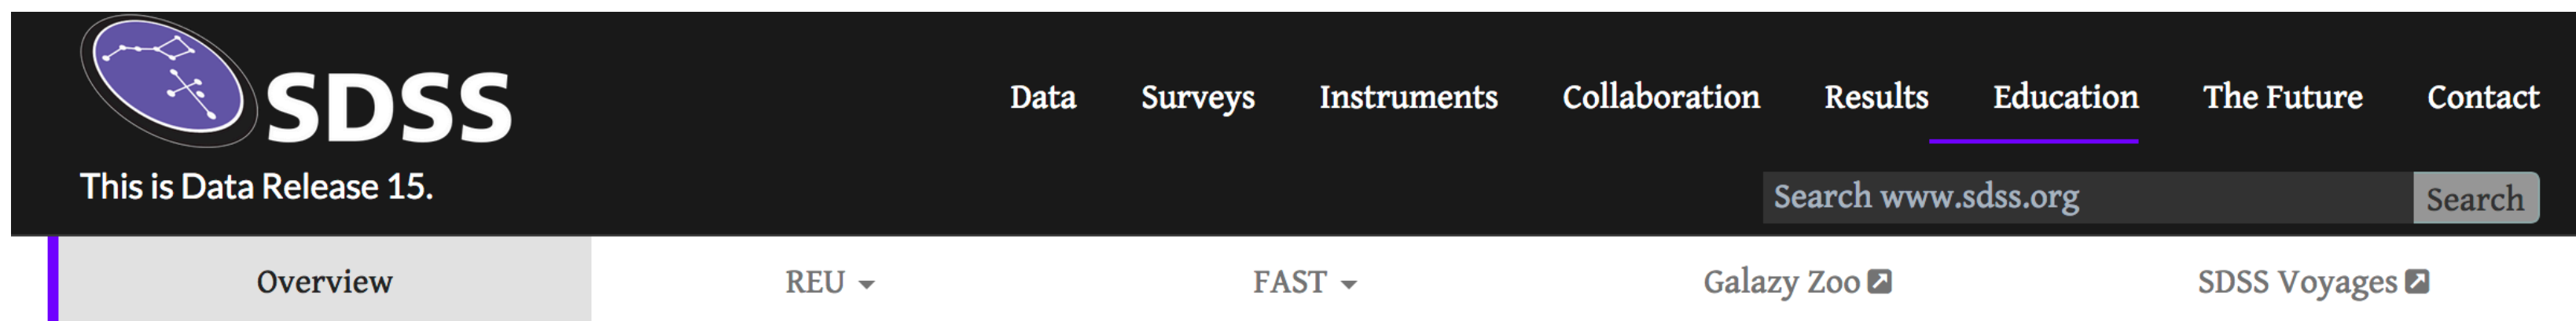 SDSS
Data Surveys Instruments Collaboration Results Education The Future Contact
This is Data Release 15.
Search www.sdss.org Search
Overview REU FAST Galazy Zoo SDSS Voyages